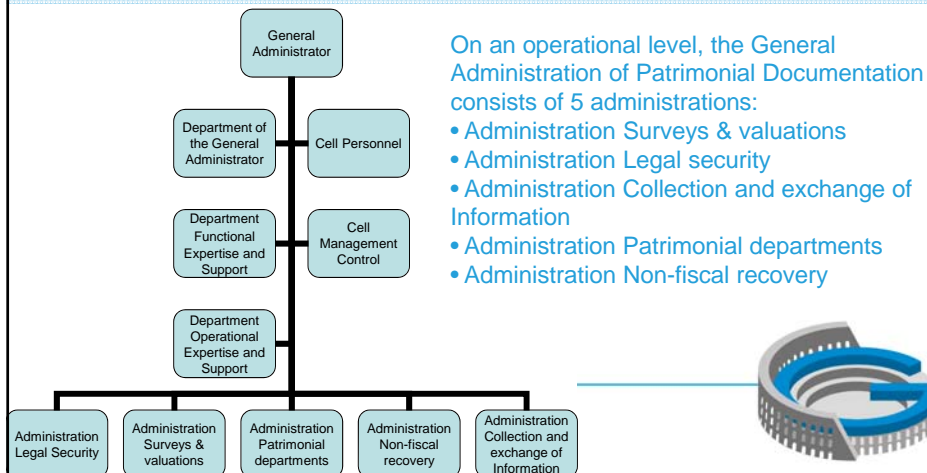 General
Administrator
Department of
the General
Administrator
Cell Personnel
Department
Functional
Expertise and
Support
Cell
Management
Control
Department
Operational
Expertise and
Support
Administration
Legal Security
Administration
Surveys &
valuations
Administration
Patrimonial
departments
Administration
Non-fiscal
recovery
Administration
Collection and
exchange of
Information
On an operational level, the General
Administration of Patrimonial Documentation
consists of 5 administrations:
• Administration Surveys & valuations
• Administration Legal security
• Administration Collection and exchange of
Information
• Administration Patrimonial departments
• Administration Non-fiscal recovery